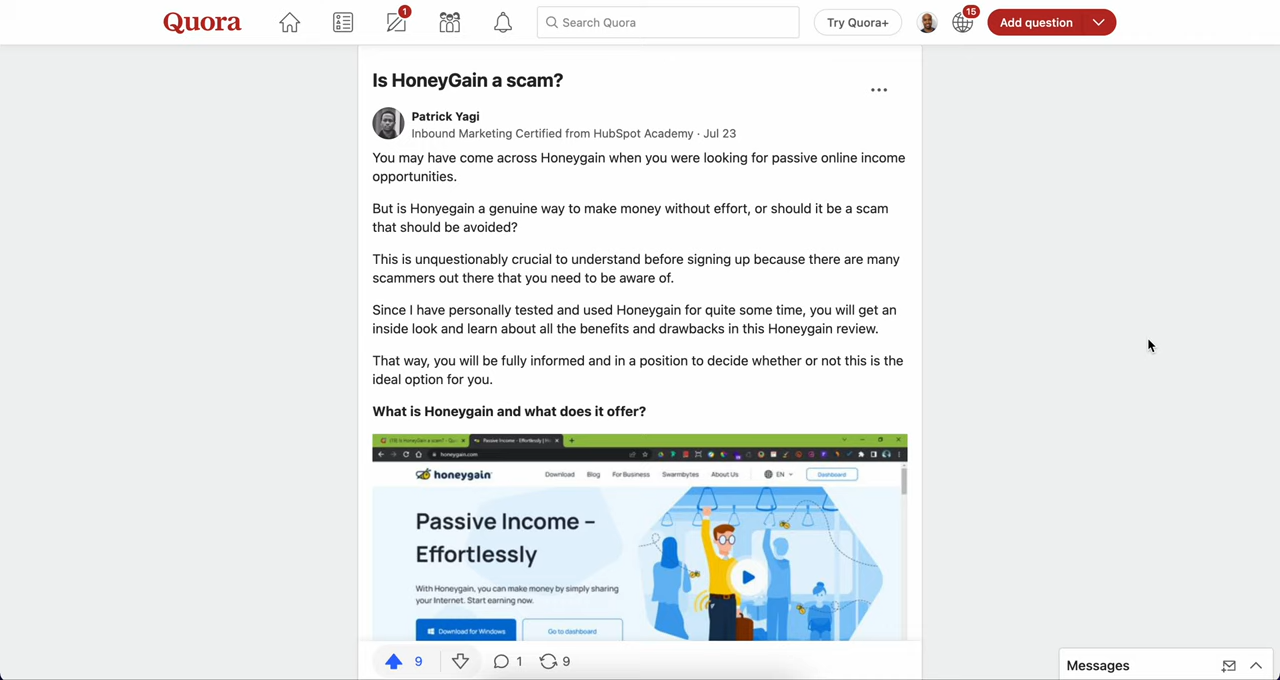 Quora
1
Search Quora
Try Quora+
15
Add question
Is HoneyGain a scam?
Patrick Yagi
Inbound Marketing Certified from HubSpot Academy · Jul 23
You may have come across Honeygain when you were looking for passive online income
opportunities.
But is Honyegain a genuine way to make money without effort, or should it be a scam
that should be avoided?
This is unquestionably crucial to understand before signing up because there are many
scammers out there that you need to be aware of.
Since I have personally tested and used Honeygain for quite some time, you will get an
inside look and learn about all the benefits and drawbacks in this Honeygain review.
That way, you will be fully informed and in a position to decide whether or not this is the
ideal option for you.
What is Honeygain and what does it offer?
honeygain.com
honeygain
Download Blog For Business Swarmbytes About Us EN Dashboard
Passive Income –
Effortlessly
With Honeygain, you can make money by simply sharing
your Internet. Start earning now.
Download for Windows Go to dashboard
9 1 9
Messages